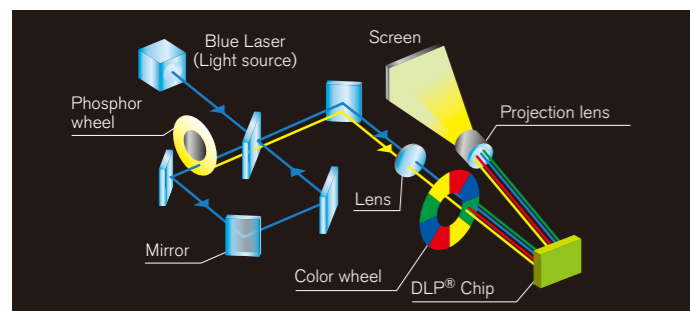 Blue Laser
(Light source)
Screen
Phosphor
wheel
Projection lens
Lens
Mirror
Color wheel
DLP® Chip